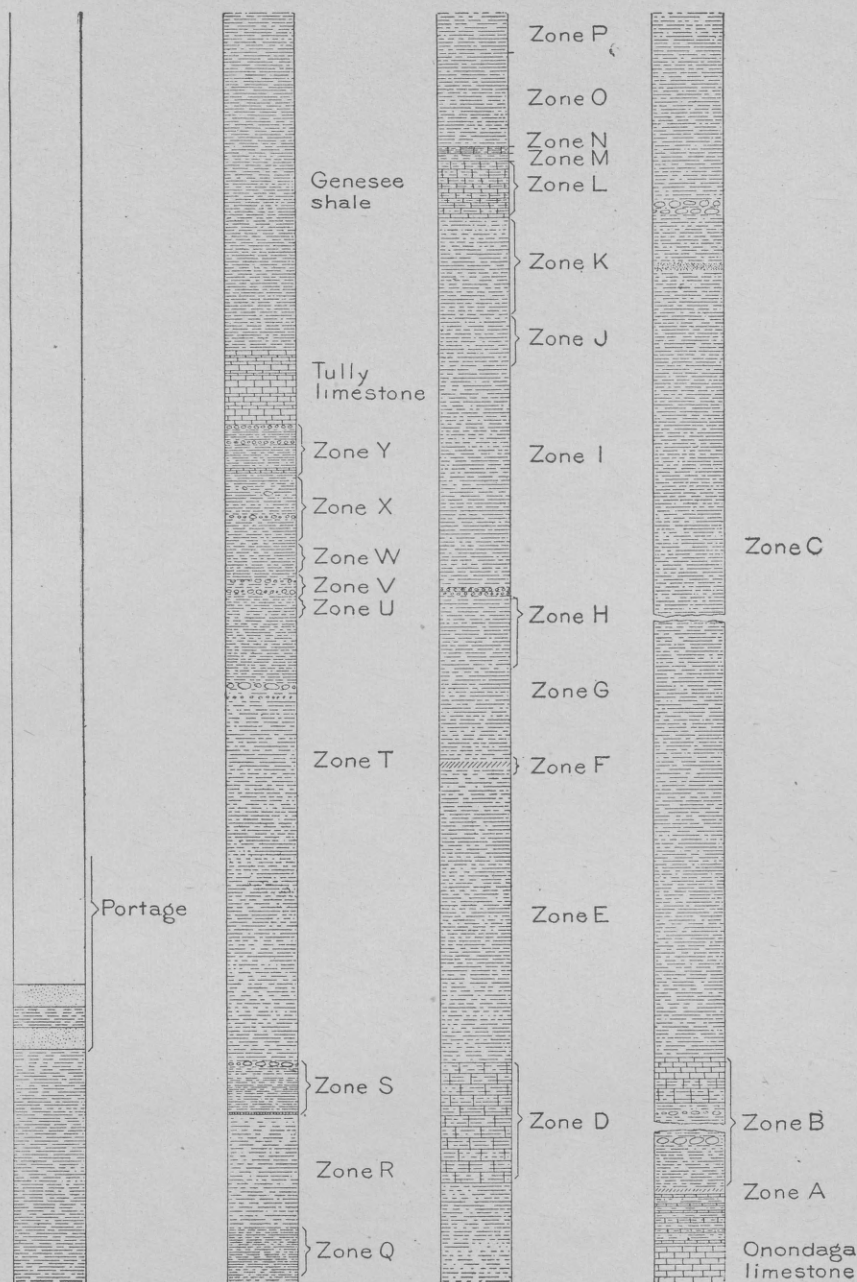 Portage
Genesee
shale
Tully
limestone
Zone Y
Zone X
Zone W
Zone V
Zone U
Zone T
Zone S
Zone R
Zone Q
Zone P
Zone O
Zone N
Zone M
Zone L
Zone K
Zone J
Zone I
Zone H
Zone G
Zone F
Zone E
Zone D
Zone C
Zone B
Zone A
Onondaga
limestone